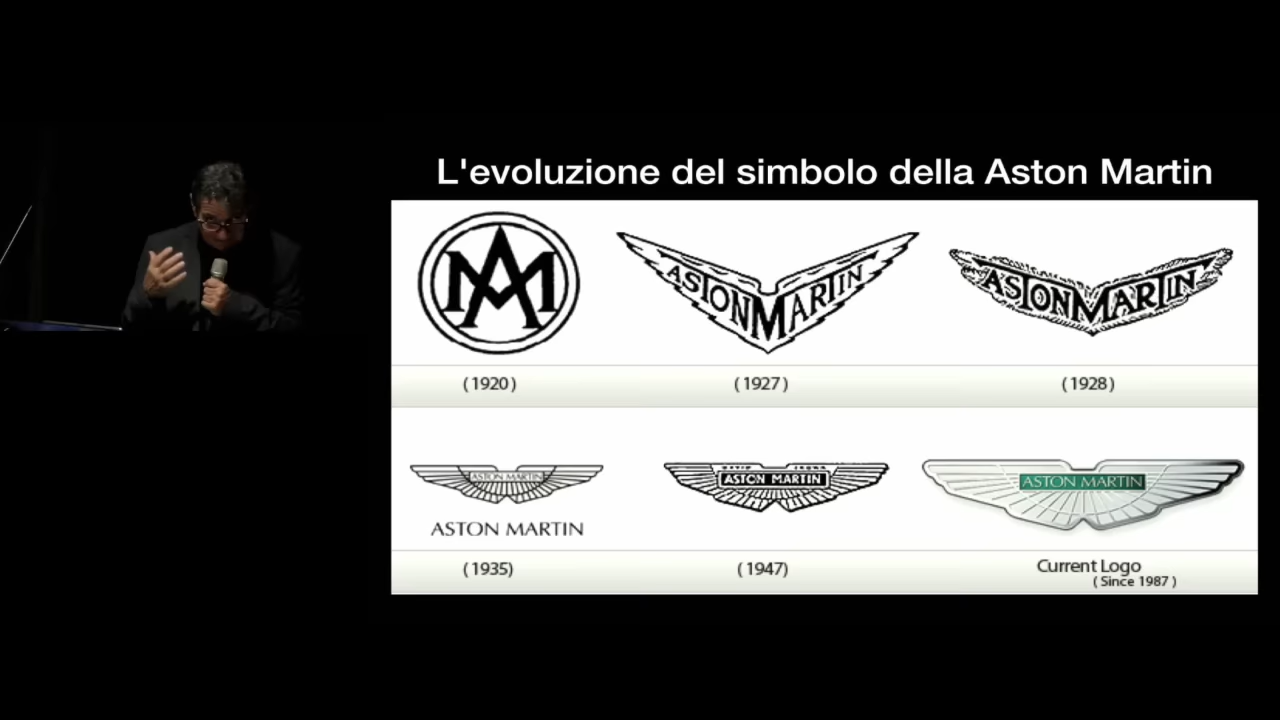 L'evoluzione del simbolo della Aston Martin
AM
ASTON MARTIN
ASTON MARTIN
( 1920 )
( 1927 )
( 1928 )
ASTON MARTIN
ASTON MARTIN
ASTON MARTIN
ASTON MARTIN
( 1935)
( 1947)
Current Logo
( Since 1987 )